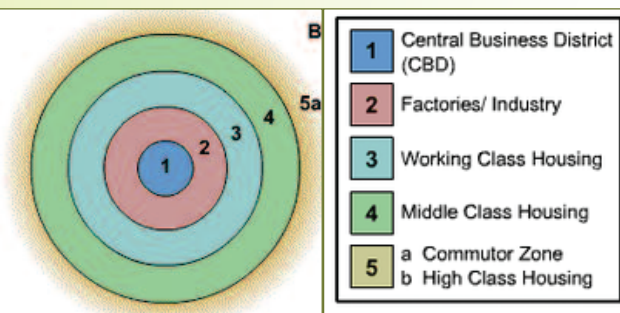 B
5a
4
3
2
1
1 Central Business District
(CBD)
2 Factories/ Industry
3 Working Class Housing
4 Middle Class Housing
5 a Commutor Zone
b High Class Housing